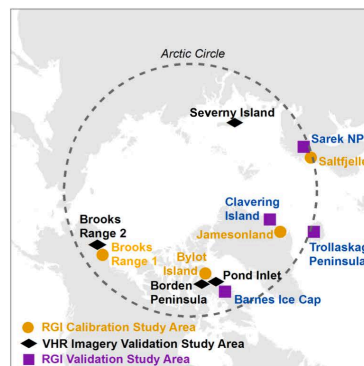 Arctic Circle
Severny Island
Sarek NP
Saltfjelle
Clavering
Island
Jamesonland
Trollaskag
Peninsula
Brooks
Range 2
Brooks
Range 1
Bylot
Island
Pond Inlet
Borden
Peninsula
Barnes Ice Cap
RGI Calibration Study Area
VHR Imagery Validation Study Area
RGI Validation Study Area